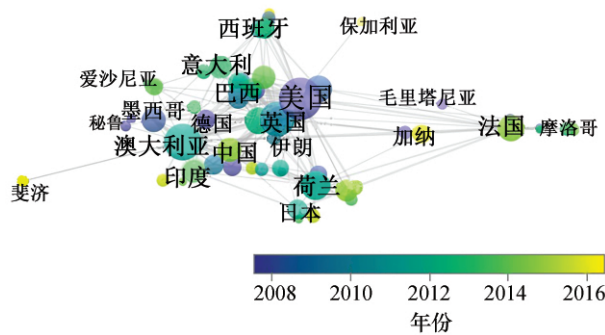 西班牙
保加利亚
意大利
爱沙尼亚
巴西
美国
毛里塔尼亚
墨西哥
秘鲁
德国
英国
加纳
法国
摩洛哥
澳大利亚
中国
伊朗
印度
荷兰
斐济
日本
2008 2010 2012 2014 2016
年份